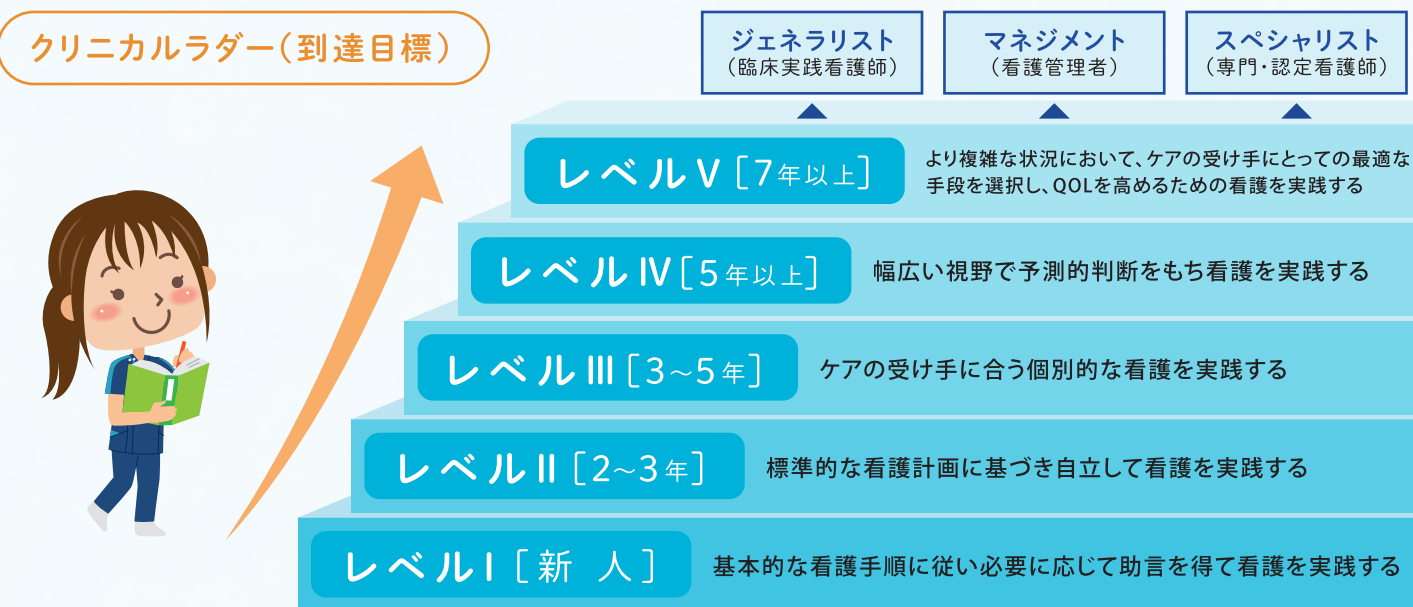 クリニカルラダー(到達目標)
ジェネラリスト
(臨床実践看護師)
マネジメント
(看護管理者)
スペシャリスト
(専門・認定看護師)
レベルⅤ[7年以上]
より複雑な状況において、ケアの受け手にとっての最適な
手段を選択し、QOLを高めるための看護を実践する
レベルⅣ[5年以上]
幅広い視野で予測的判断をもち看護を実践する
レベルⅢ[3～5年]
ケアの受け手に合う個別的な看護を実践する
レベルⅡ[2～3年]
標準的な看護計画に基づき自立して看護を実践する
レベルⅠ[新 人]
基本的な看護手順に従い必要に応じて助言を得て看護を実践する